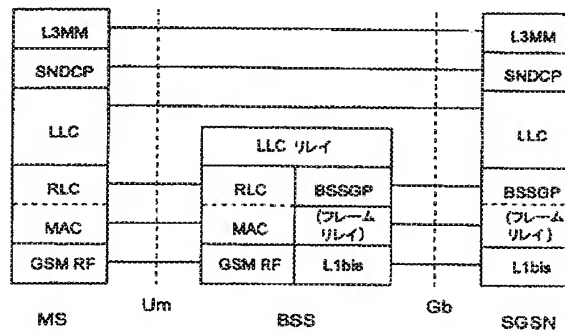 L3MM
SNDCP
LLC
RLC
MAC
GSM RF
MS
Um
LLC リレイ
RLC
BSSGP
MAC
(フレーム
リレイ)
GSM RF
L1bis
BSS
Gb
L3MM
SNDCP
LLC
BSSGP
(フレーム
リレイ)
L1bis
SGSN